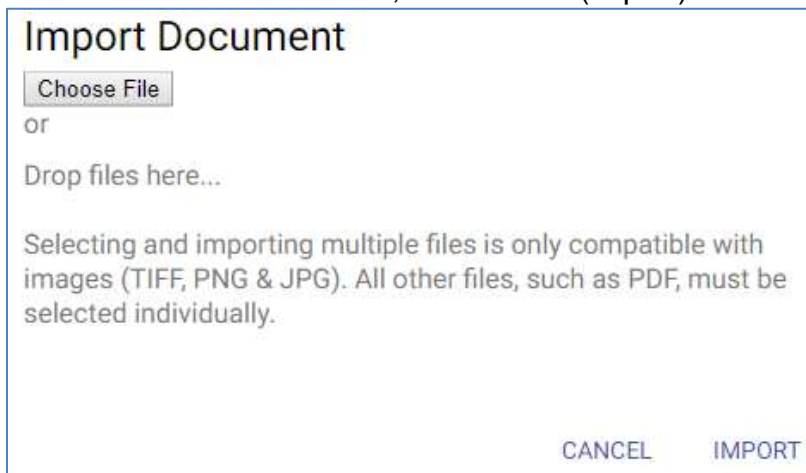 Import Document
Choose File
or
Drop files here...
Selecting and importing multiple files is only compatible with
images (TIFF, PNG & JPG). All other files, such as PDF, must be
selected individually.
CANCEL IMPORT